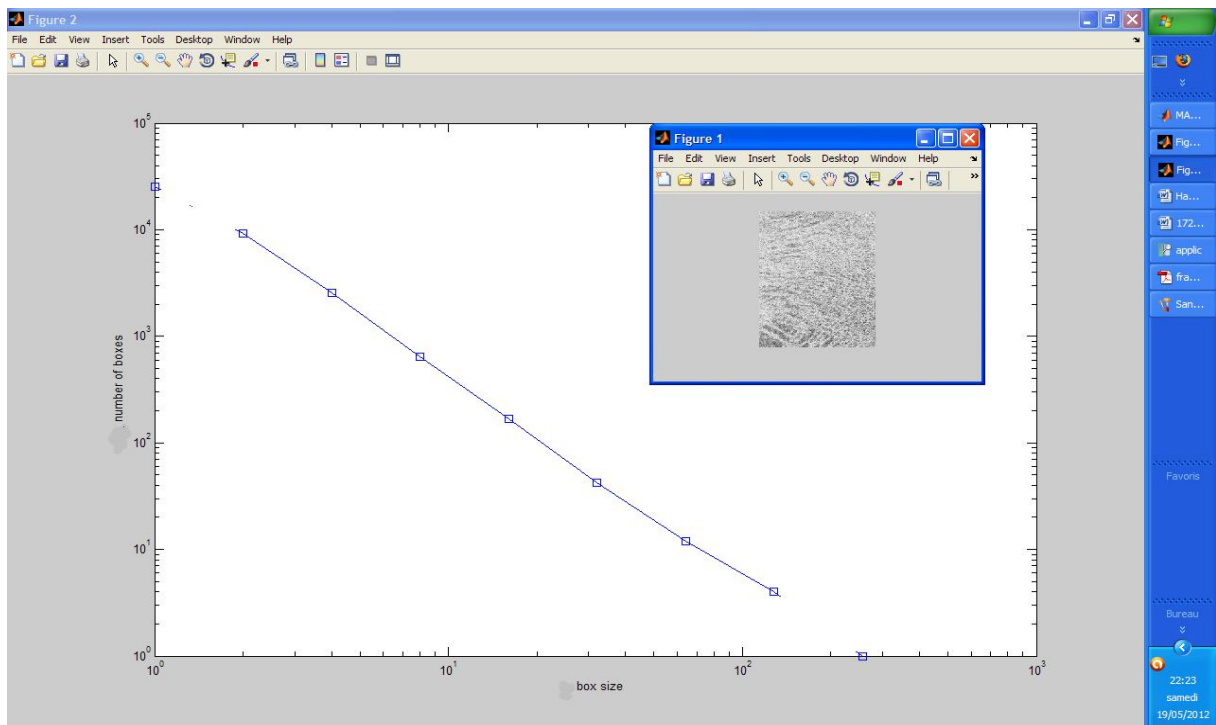 Figure 2
File Edit View Insert Tools Desktop Window Help
10^5
10^4
10^3
10^2
10^1
10^0
number of boxes
10^0 10^1 10^2 10^3
box size
Figure 1
File Edit View Insert Tools Desktop Window Help
MA...
Fig...
Fig...
Ha...
172...
applic
fra...
San...
Favoris
Bureau
22:23
samedi
19/05/2012